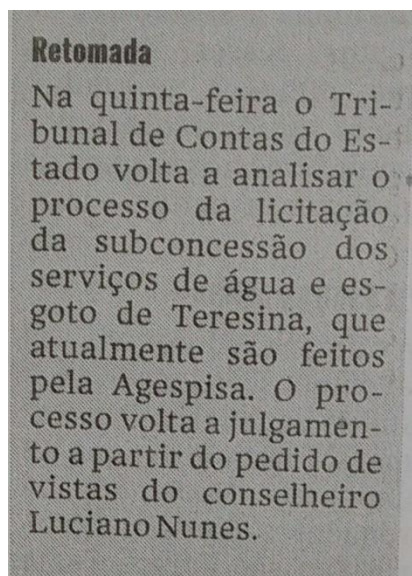 Retomada
Na quinta-feira o Tri-
bunal de Contas do Es-
tado volta a analisar o
processo da licitação
da subconcessão dos
serviços de água e es-
goto de Teresina, que
atualmente são feitos
pela Agespisa. O pro-
cesso volta a julgamen-
to a partir do pedido de
vistas do conselheiro
Luciano Nunes.